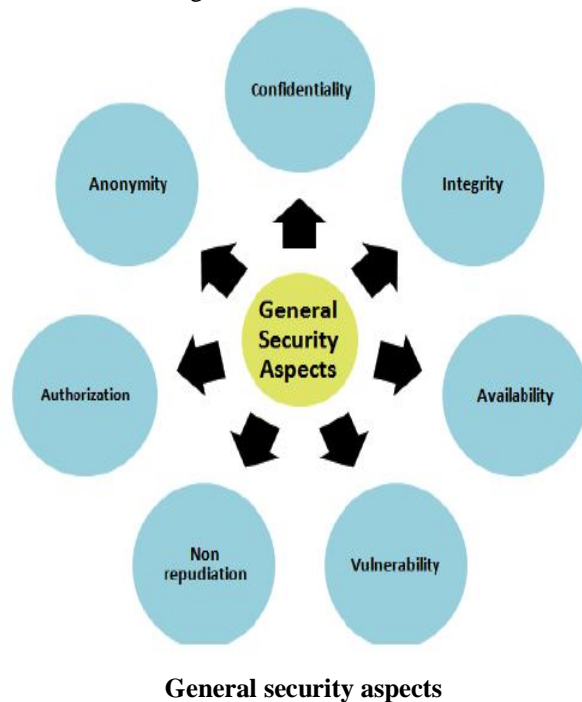 Confidentiality
Anonymity
Integrity
General
Security
Aspects
Authorization
Availability
Non
repudiation
Vulnerability
General security aspects